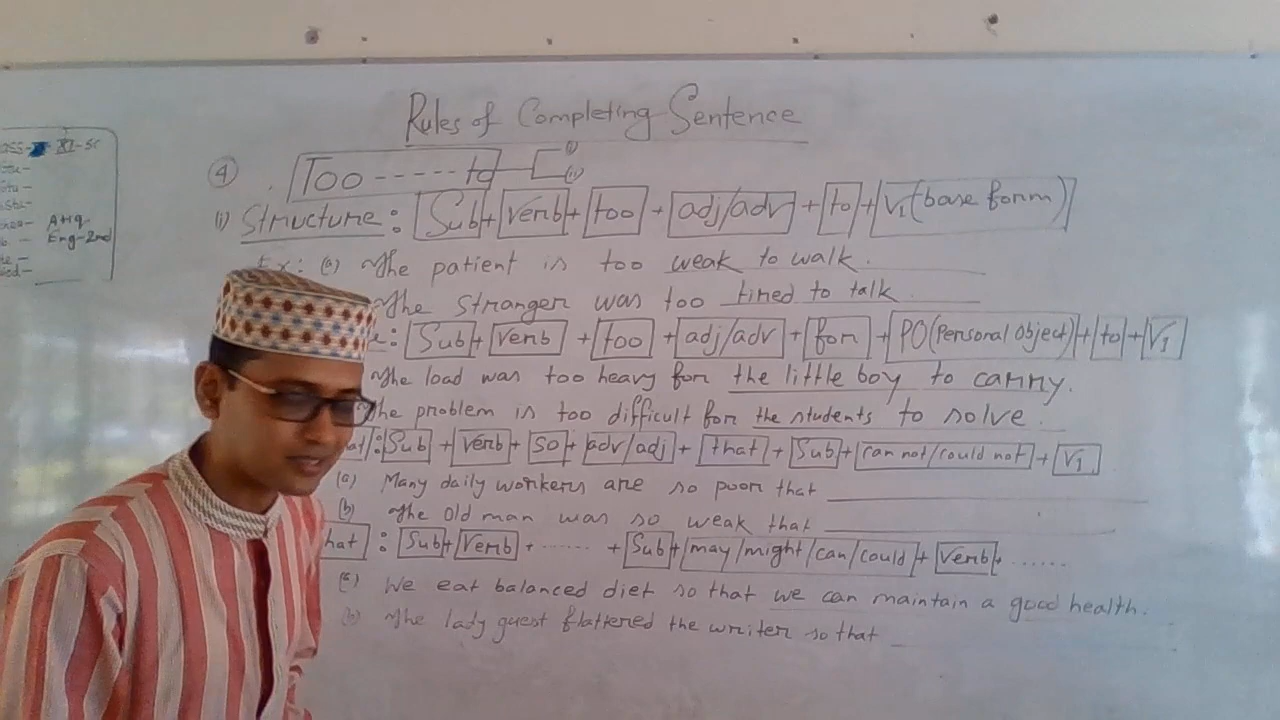 Rules of Completing Sentence
④ Too ----- to (i)
(ii)
(i) Structure: Sub + verb + too + adj/adv + to + V1 (base form)
Ex: (a) The patient is too weak to walk.
The stranger was too tired to talk.
e: Sub + verb + too + adj/adv + for + PO (Personal Object) + to + V1
The load was too heavy for the little boy to carry.
The problem is too difficult for the students to solve.
at: Sub + verb + so + adv/adj + that + Sub + can not/could not + V1
(a) Many daily workers are so poor that
(b) The old man was so weak that
hat: Sub + Verb + ...... + Sub + may/might/can/could + verb + ......
(a) We eat balanced diet so that we can maintain a good health.
(b) The lady guest flattered the writer so that
XI-Sc
Atiq
Eng-2nd